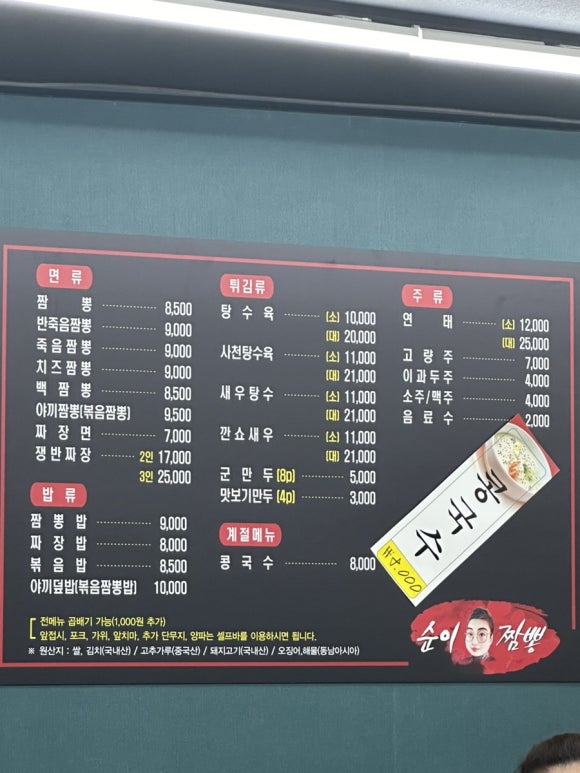 면 류
짬 뽕 8,500
반죽음짬뽕 9,000
죽음짬뽕 9,000
치즈짬뽕 9,000
백 짬 뽕 8,500
야끼짬뽕(볶음짬뽕) 9,500
짜 장 면 7,000
쟁반짜장 2인 17,000
3인 25,000
밥 류
짬 뽕 밥 9,000
짜 장 밥 8,000
볶 음 밥 8,500
야끼덮밥(볶음짬뽕밥) 10,000
튀김류
탕 수 육 (소) 10,000
(대) 20,000
사천탕수육 (소) 11,000
(대) 21,000
새우탕수 (소) 11,000
(대) 21,000
깐쇼새우 (소) 11,000
(대) 21,000
군 만 두 (8p) 5,000
맛보기만두 (4p) 3,000
계절메뉴
콩 국 수 8,000
주 류
연 태 (소) 12,000
(대) 25,000
고 량 주 7,000
이과두주 4,000
소주/맥주 4,000
음 료 수 2,000
콩국수
순이 짬뽕
전메뉴 곱배기 가능(1,000원 추가)
앞접시, 포크, 가위, 앞치마, 추가 단무지, 양파는 셀프바를 이용하시면 됩니다.
※ 원산지 : 쌀, 김치(국내산) / 고추가루(중국산) / 돼지고기(국내산) / 오징어,해물(동남아시아)